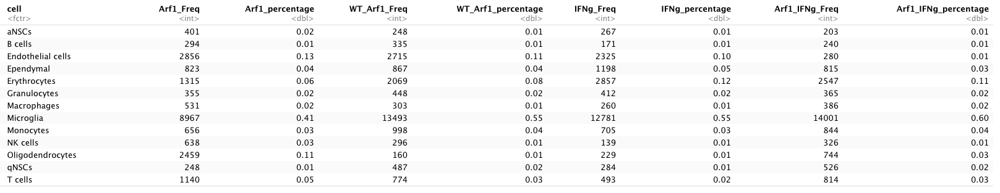 cell Arf1_Freq Arf1_percentage WT_Arf1_Freq WT_Arf1_percentage IFNg_Freq IFNg_percentage Arf1_IFNg_Freq Arf1_IFNg_percentage
<fctr> <int> <dbl> <int> <dbl> <int> <dbl> <int> <dbl>
aNSCs 401 0.02 248 0.01 267 0.01 203 0.01
B cells 294 0.01 335 0.01 171 0.01 240 0.01
Endothelial cells 2856 0.13 2715 0.11 2325 0.10 280 0.01
Ependymal 823 0.04 867 0.04 1198 0.05 815 0.03
Erythrocytes 1315 0.06 2069 0.08 2857 0.12 2547 0.11
Granulocytes 355 0.02 448 0.02 412 0.02 365 0.02
Macrophages 531 0.02 303 0.01 260 0.01 386 0.02
Microglia 8967 0.41 13493 0.55 12781 0.55 14001 0.60
Monocytes 656 0.03 998 0.04 705 0.03 844 0.04
NK cells 638 0.03 296 0.01 139 0.01 326 0.01
Oligodendrocytes 2459 0.11 160 0.01 229 0.01 744 0.03
qNSCs 248 0.01 487 0.02 284 0.01 526 0.02
T cells 1140 0.05 774 0.03 493 0.02 814 0.03